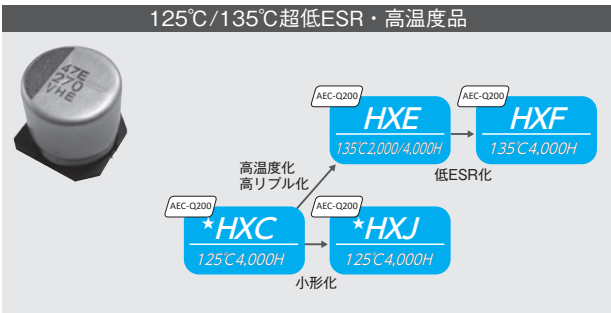 125℃/135℃超低ESR・高温度品
47E
270
VHE
AEC-Q200
HXE
135℃2,000/4,000H
AEC-Q200
HXF
135℃4,000H
高温度化
高リプル化
低ESR化
AEC-Q200
★HXC
125℃4,000H
AEC-Q200
★HXJ
125℃4,000H
小形化